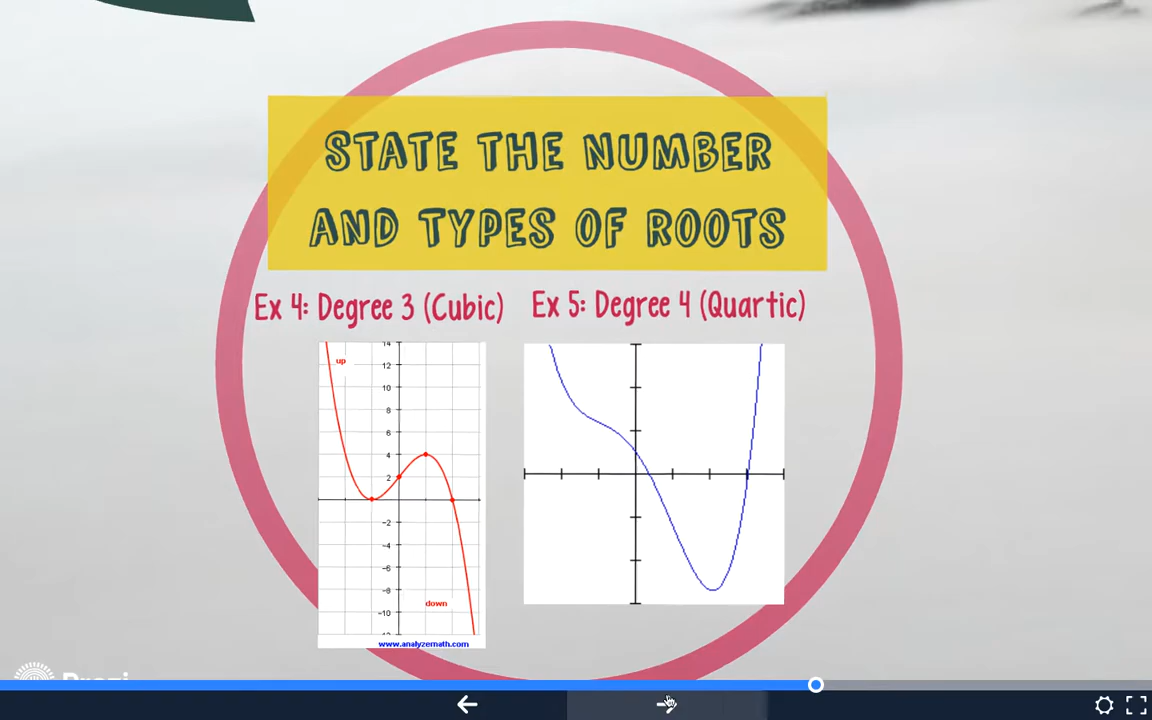 STATE THE NUMBER
AND TYPES OF ROOTS
Ex 4: Degree 3 (Cubic)
Ex 5: Degree 4 (Quartic)
up
14
12
10
8
6
4
2
-2
-4
-6
-8
-10
down
www.analyzemath.com
Prezi